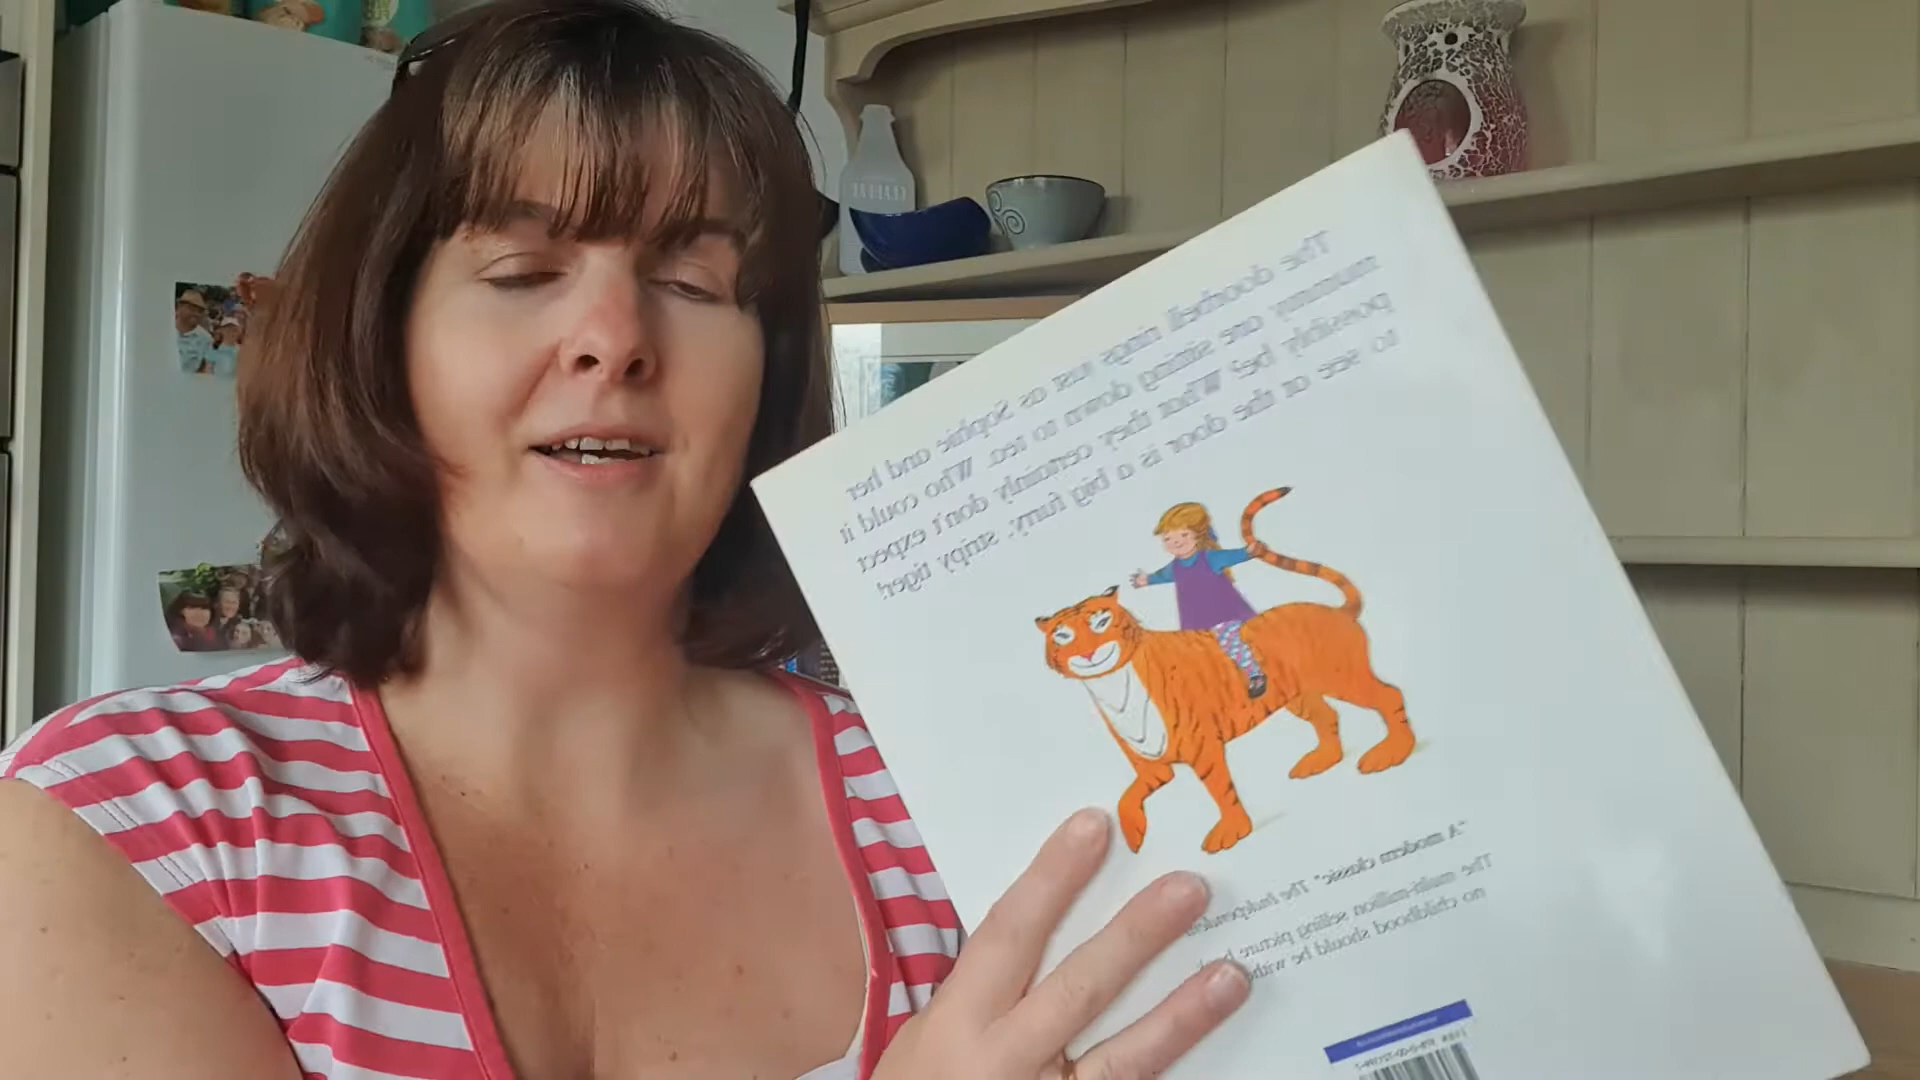 The doorbell rings just as Sophie and her
mummy are sitting down to tea. Who could it
possibly be? What they certainly don't expect
to see at the door is a big furry, stripy tiger!
"A modern classic" The Independent
The multi-million selling picture book
no childhood should be